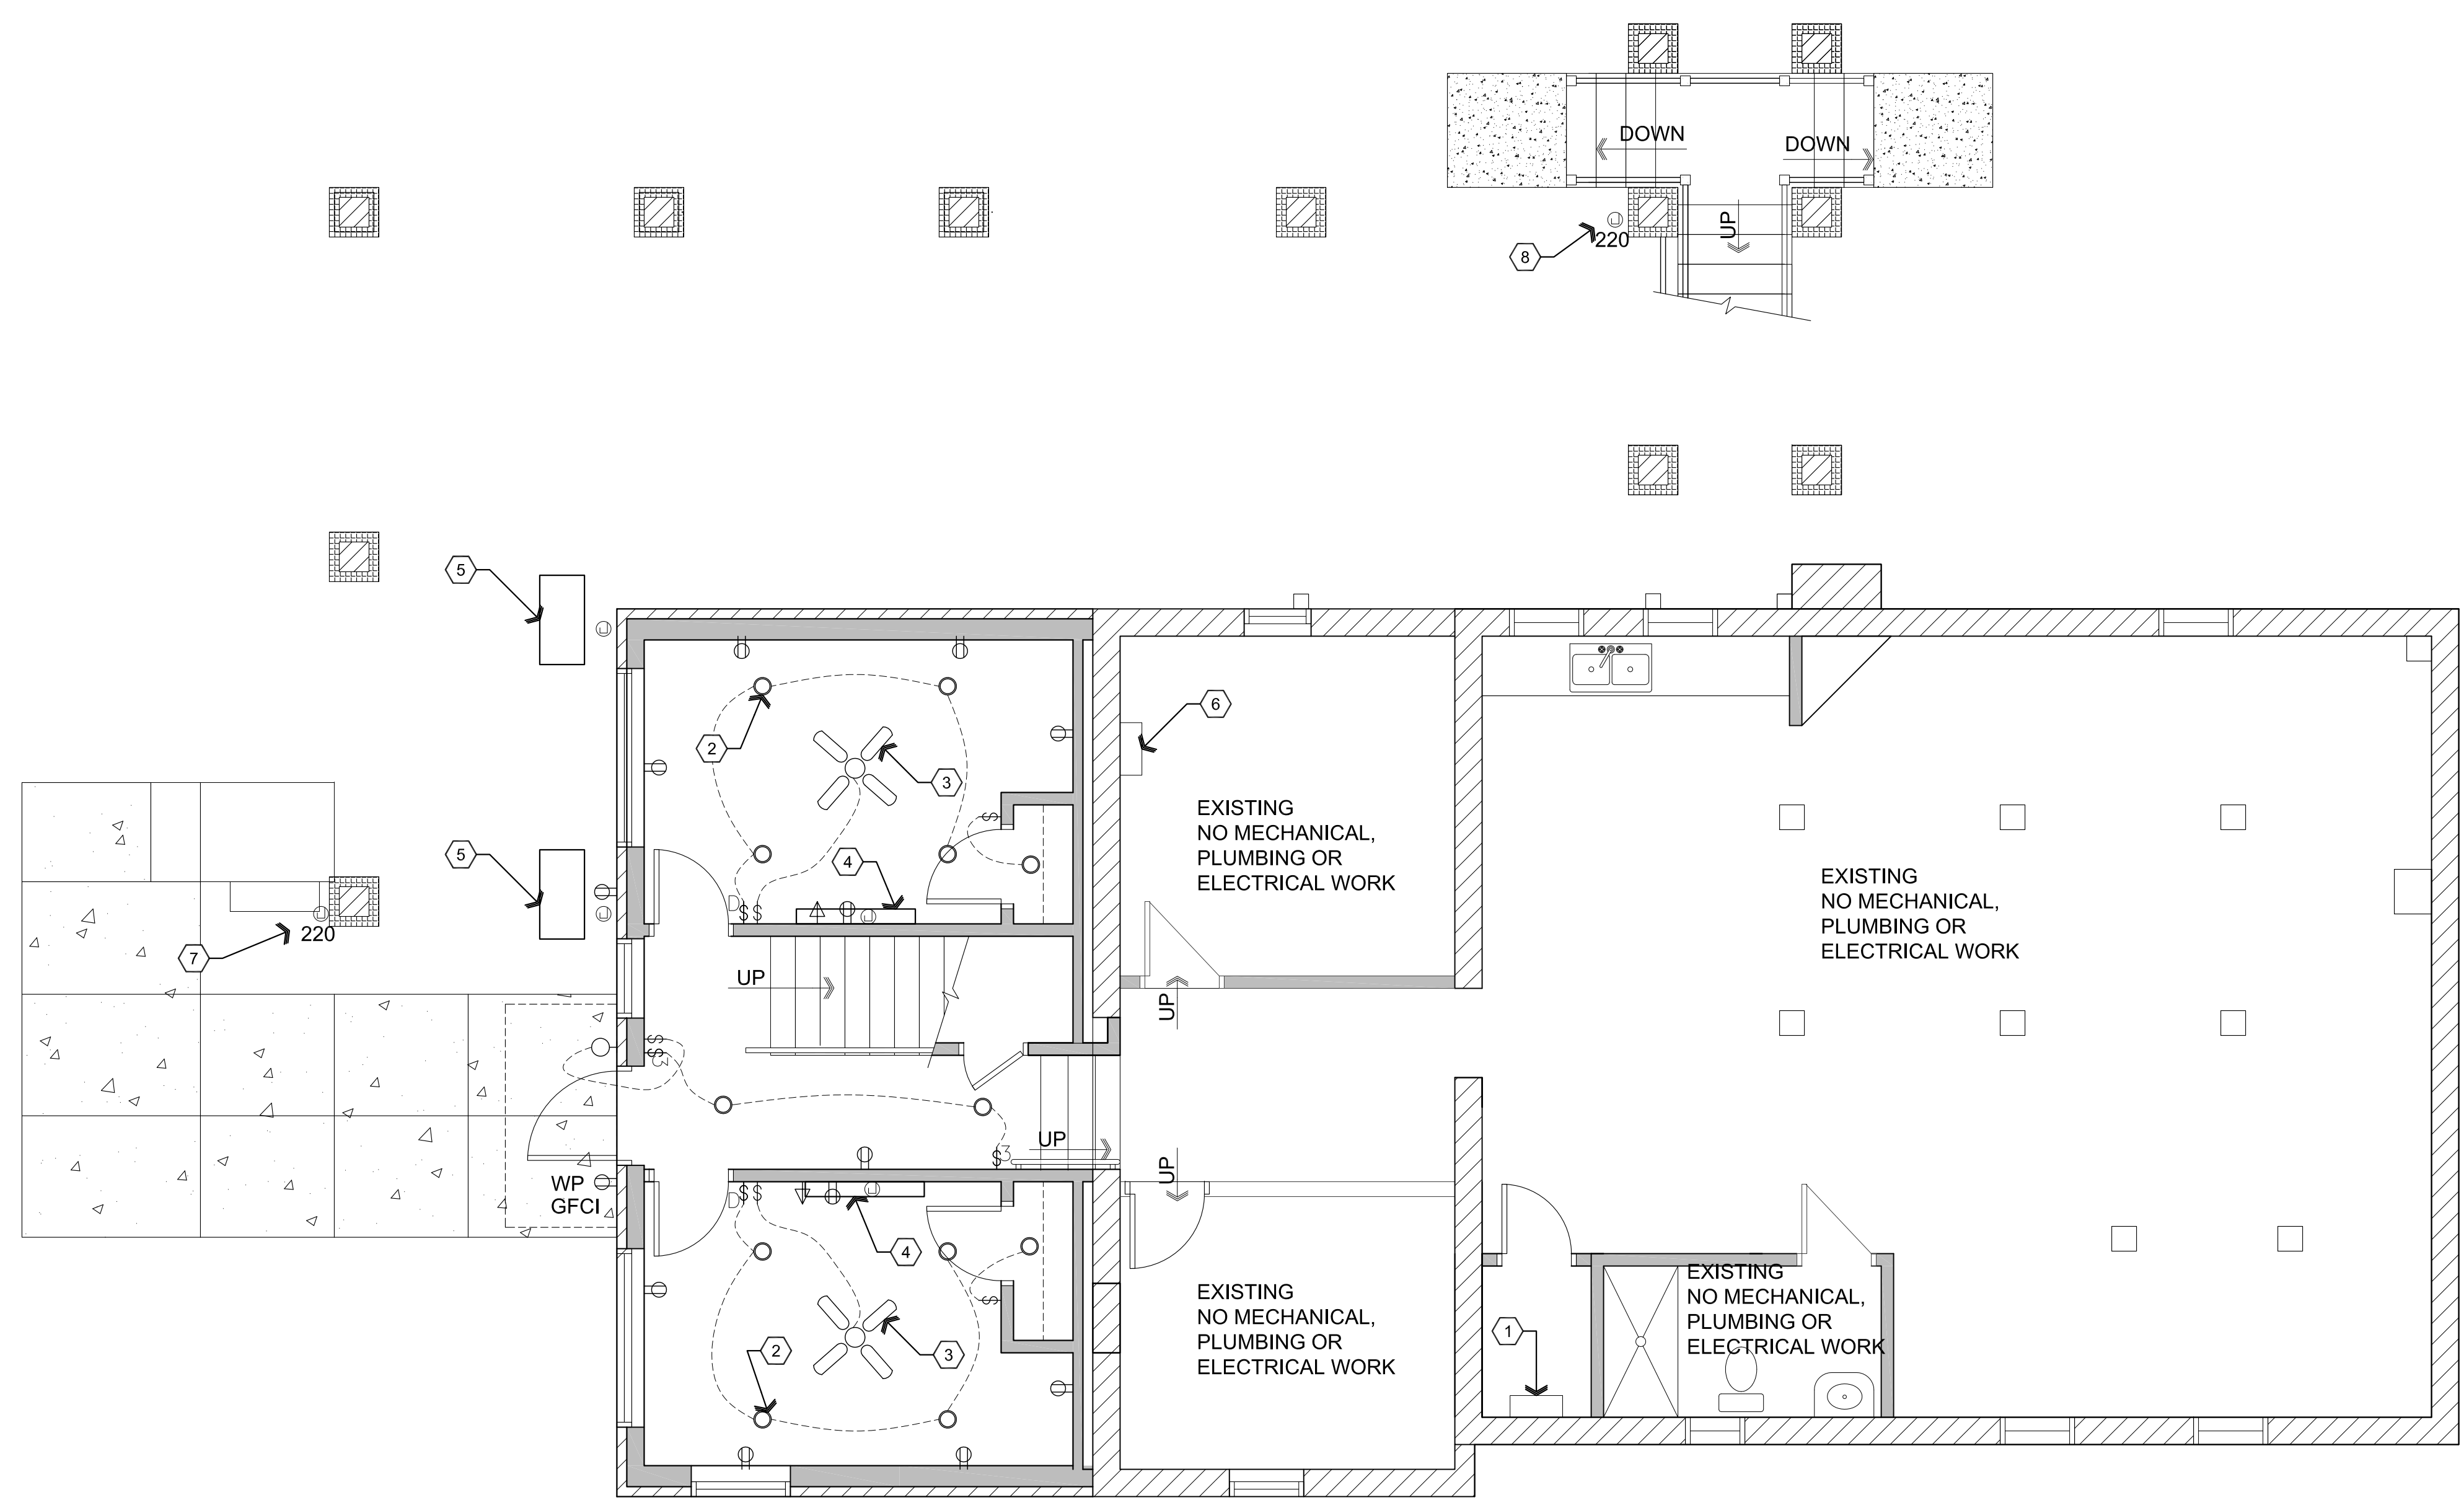 DOWN
DOWN
UP
220
8
5
6
2
3
EXISTING
NO MECHANICAL,
PLUMBING OR
ELECTRICAL WORK
5
4
D
$$
S
220
7
EXISTING
NO MECHANICAL,
PLUMBING OR
ELECTRICAL WORK
UP
UP
$
$3
UP
$3
UP
WP
GFCI
D
$$
4
S
EXISTING
NO MECHANICAL,
PLUMBING OR
ELECTRICAL WORK
EXISTING
NO MECHANICAL,
PLUMBING OR
ELECTRICAL WORK
1
2
3